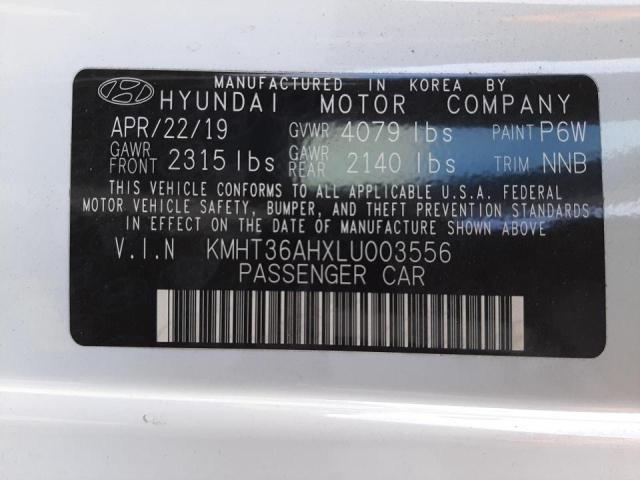 MANUFACTURED IN KOREA BY
HYUNDAI MOTOR COMPANY
APR/22/19 GVWR 4079 lbs PAINT P6W
GAWR FRONT 2315 lbs GAWR REAR 2140 lbs TRIM NNB
THIS VEHICLE CONFORMS TO ALL APPLICABLE U.S.A. FEDERAL
MOTOR VEHICLE SAFETY, BUMPER, AND THEFT PREVENTION STANDARDS
IN EFFECT ON THE DATE OF MANUFACTURE SHOWN ABOVE.
V.I.N KMHT36AHXLU003556
PASSENGER CAR